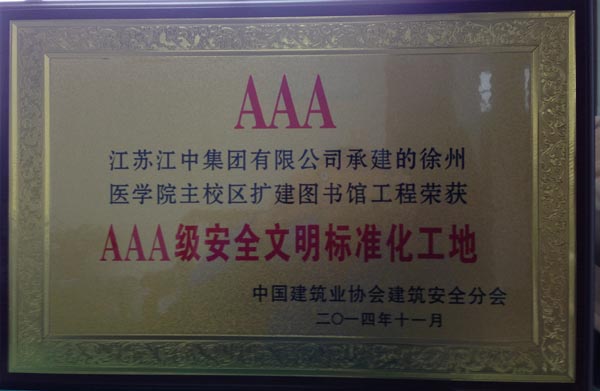 AAA
江苏江中集团有限公司承建的徐州
医学院主校区扩建图书馆工程荣获
AAA级安全文明标准化工地
中国建筑业协会建筑安全分会
二〇一四年十一月